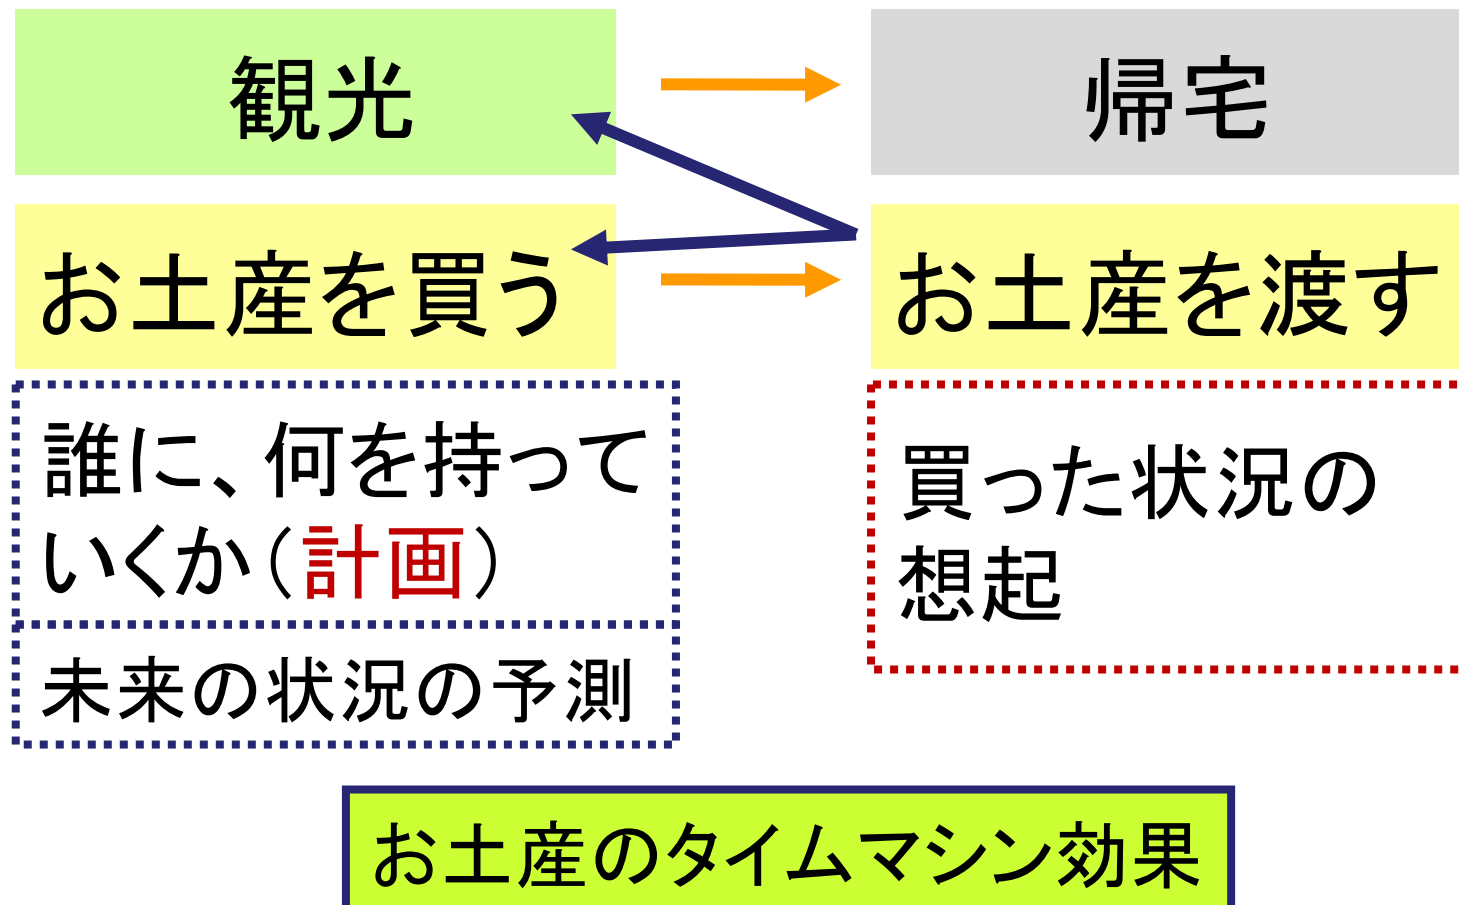 観光
帰宅
お土産を買う
お土産を渡す
誰に、何を持って
いくか（計画）
未来の状況の予測
買った状況の
想起
お土産のタイムマシン効果